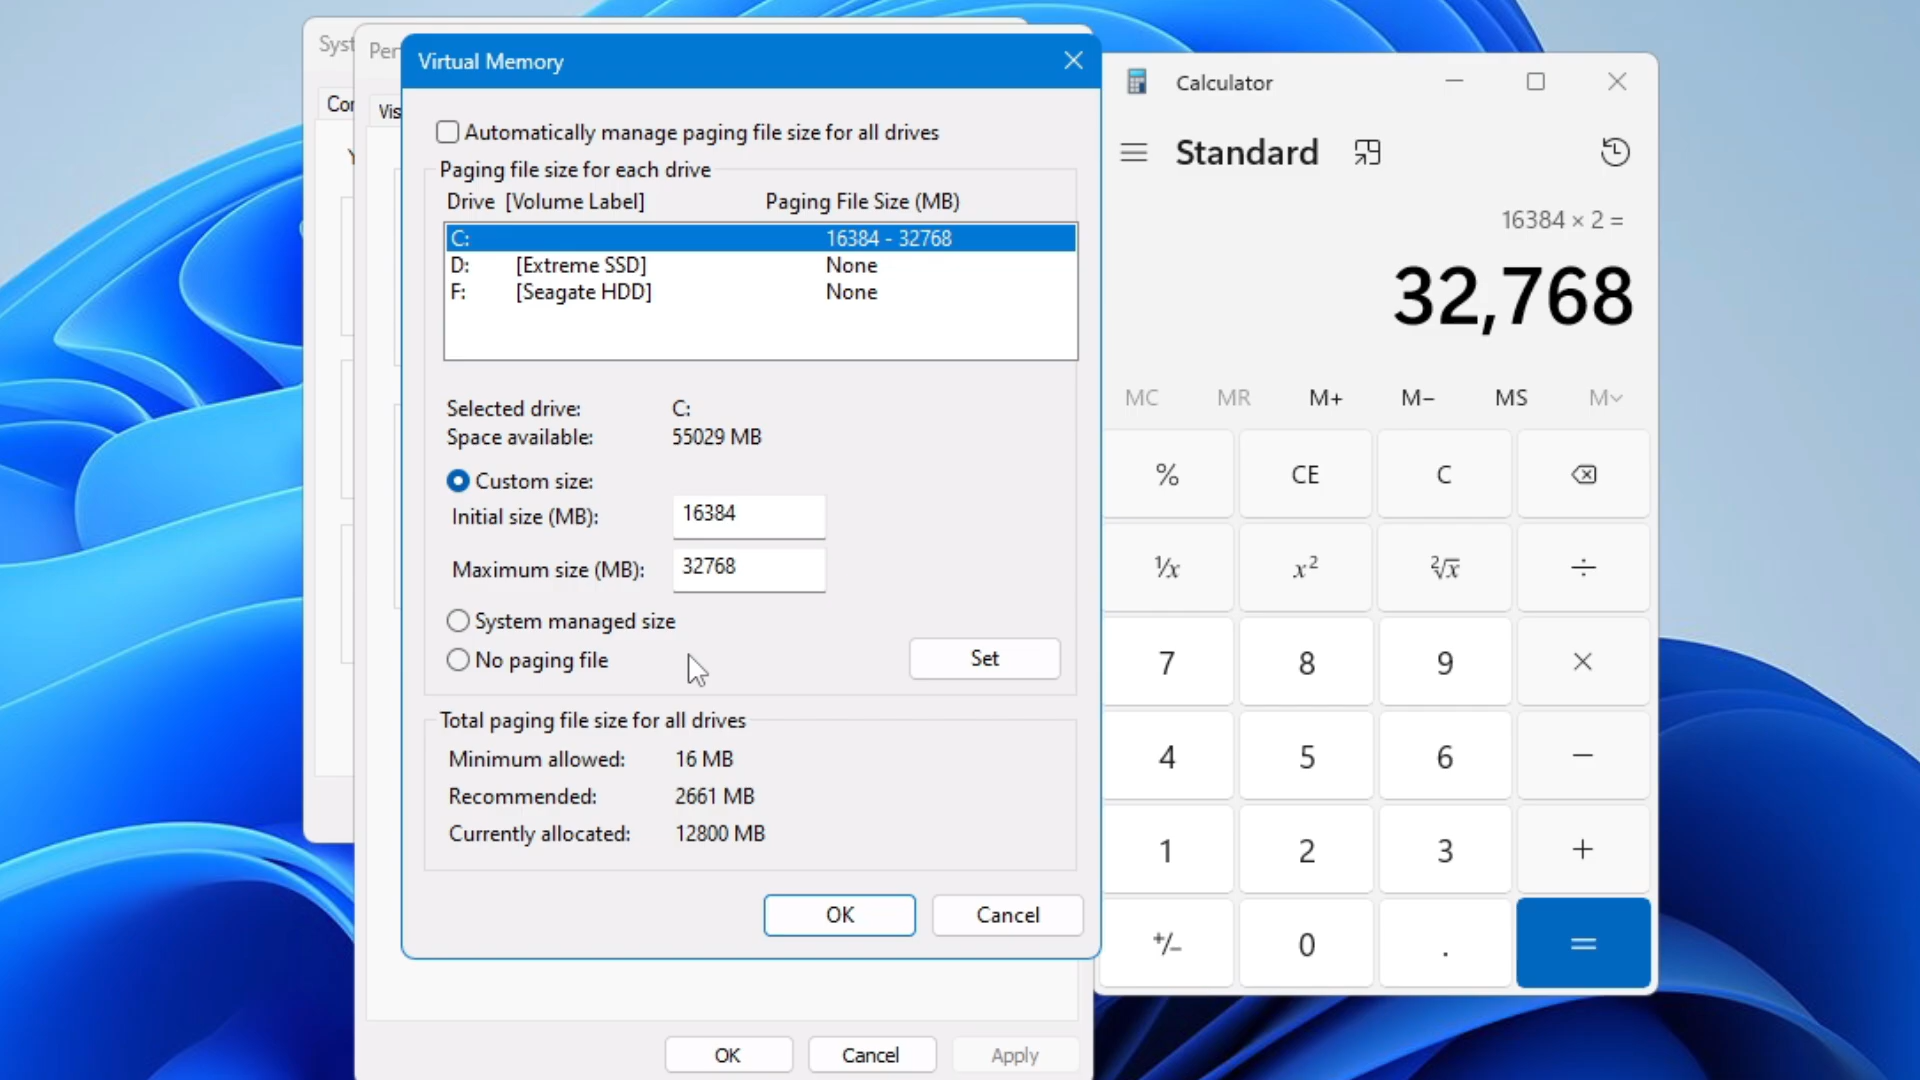 Syst
Per
Cor
Vis
Y
Virtual Memory
Automatically manage paging file size for all drives
Paging file size for each drive
Drive [Volume Label] Paging File Size (MB)
C: 16384 - 32768
D: [Extreme SSD] None
F: [Seagate HDD] None
Selected drive: C:
Space available: 55029 MB
Custom size:
Initial size (MB): 16384
Maximum size (MB): 32768
System managed size
No paging file
Set
Total paging file size for all drives
Minimum allowed: 16 MB
Recommended: 2661 MB
Currently allocated: 12800 MB
OK Cancel
OK Cancel Apply
Calculator
Standard
16384 × 2 =
32,768
MC MR M+ M− MS M
% CE C
¹/x x² ²√x ÷
7 8 9 ×
4 5 6 −
1 2 3 +
+/− 0 . =